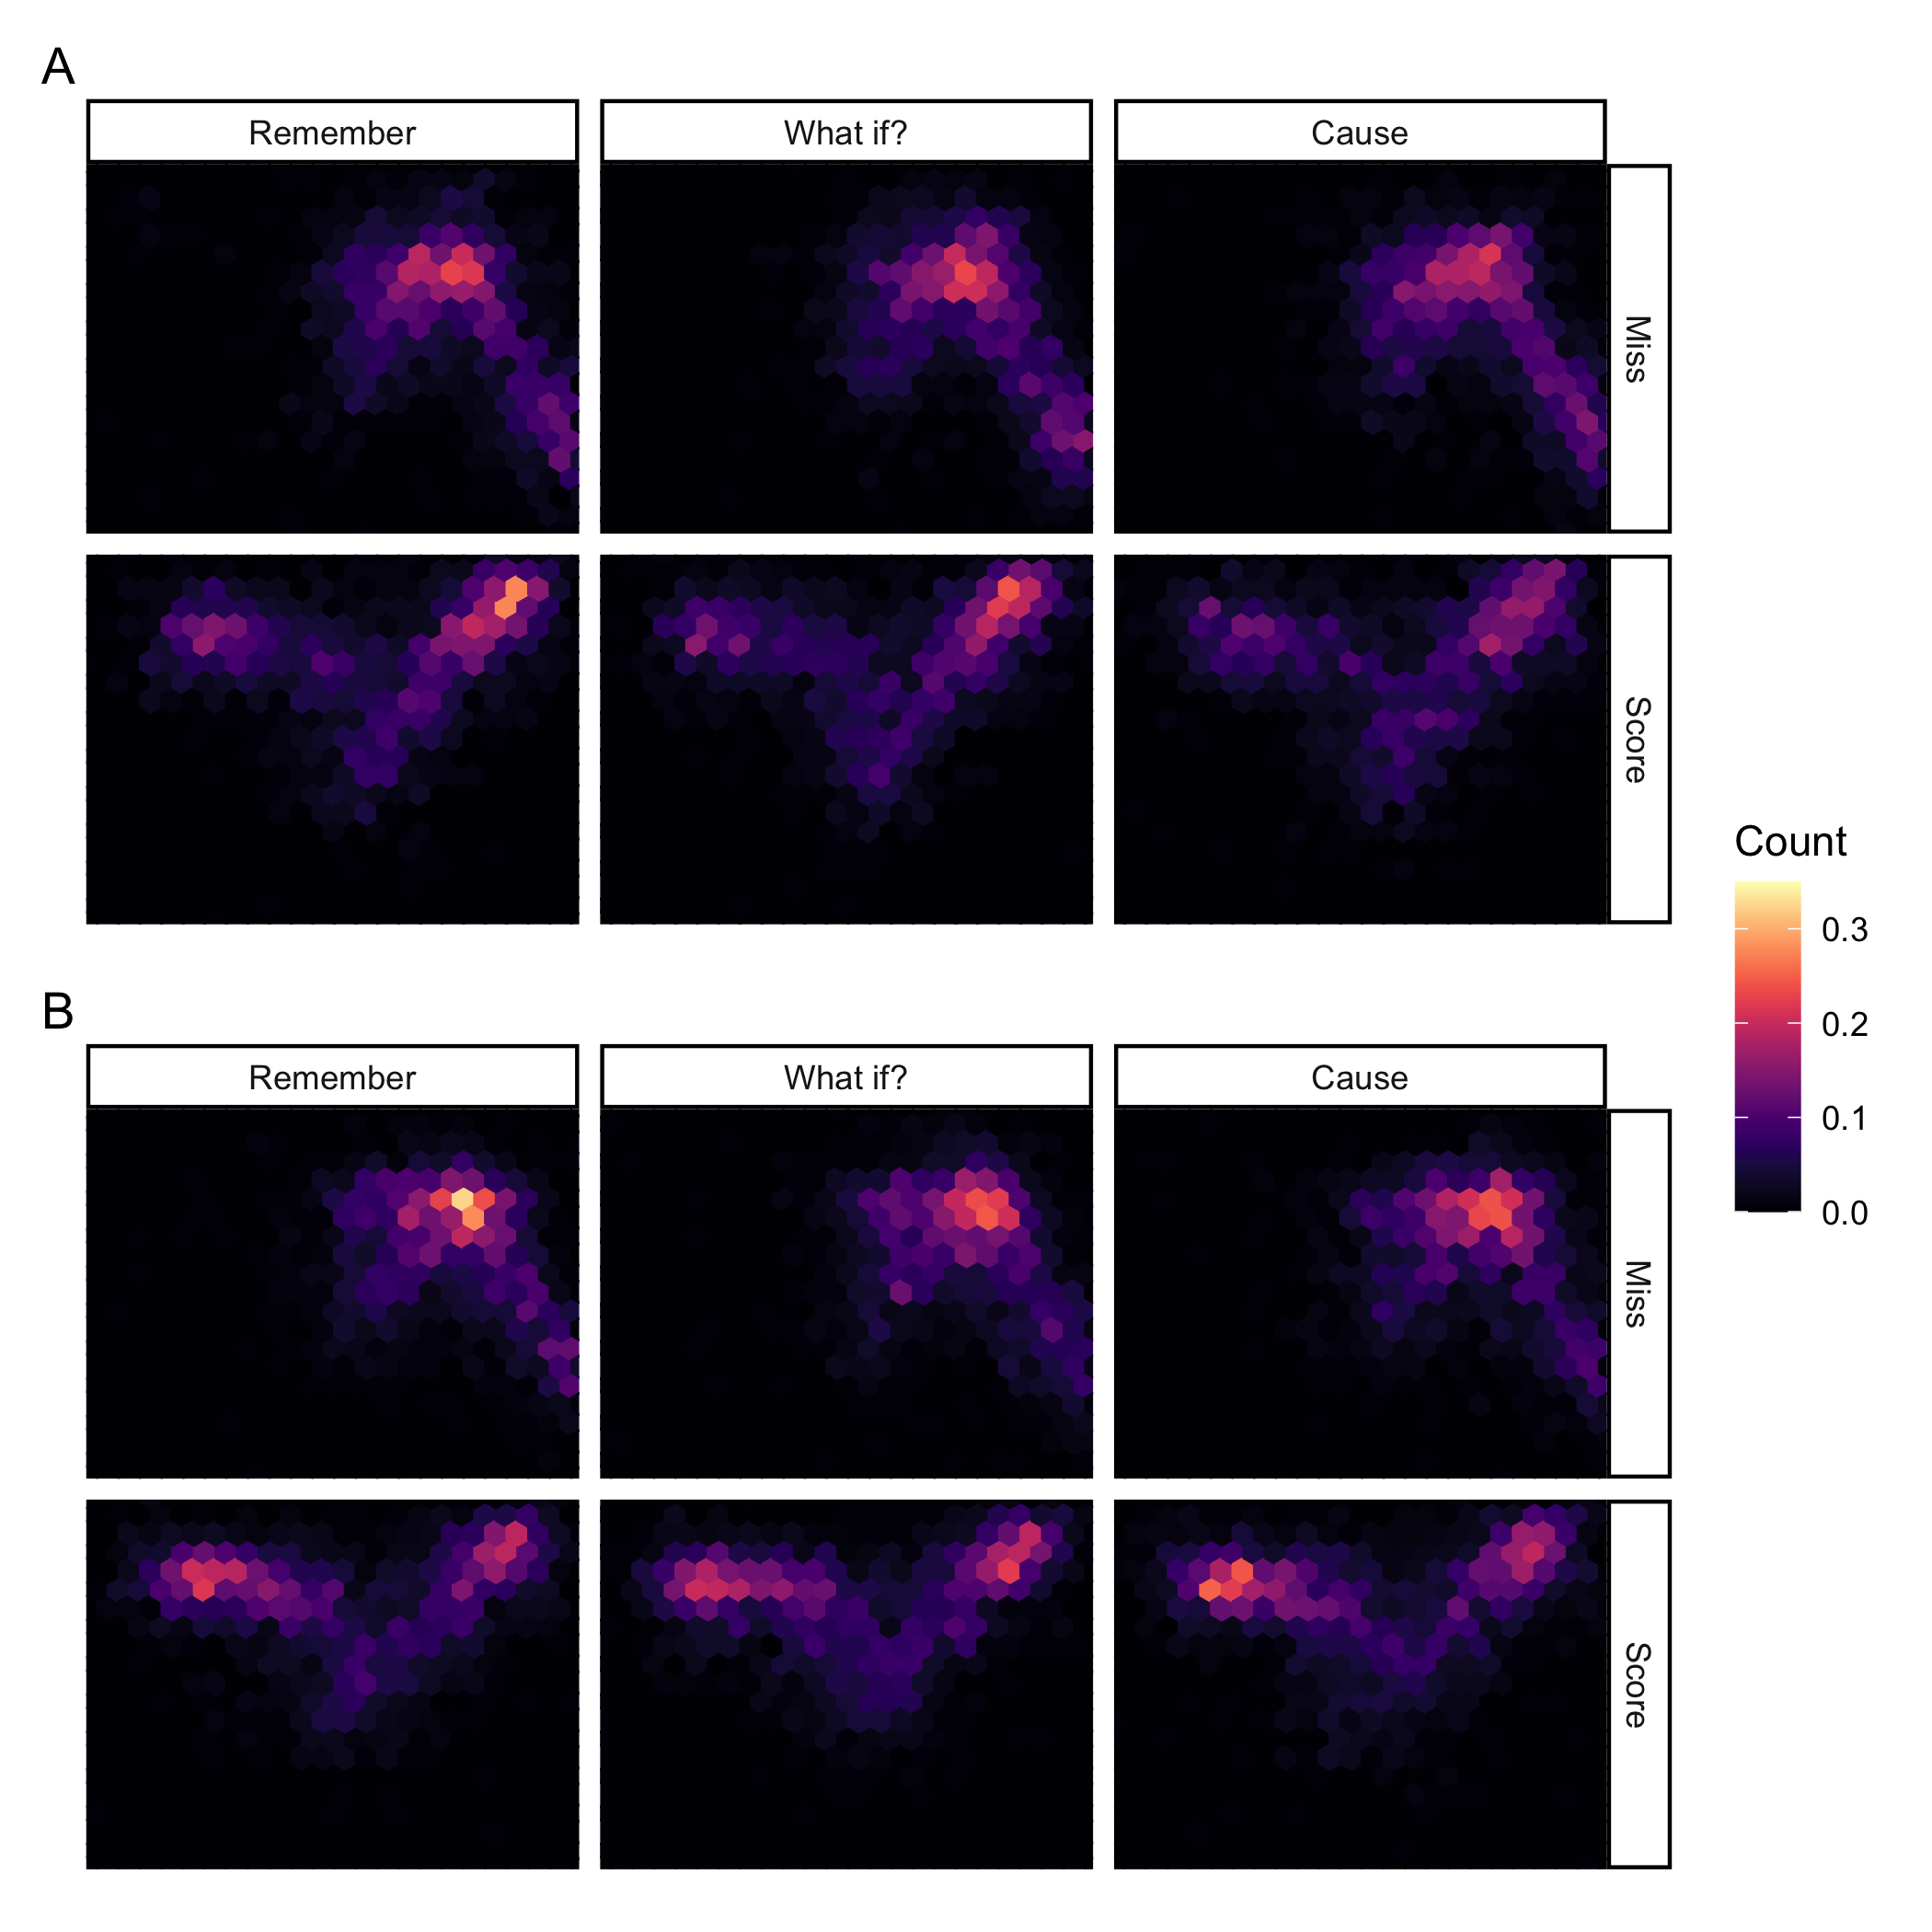 A
Remember
What if?
Cause
Miss
Score
Count
0.3
0.2
0.1
0.0
B
Remember
What if?
Cause
Miss
Score